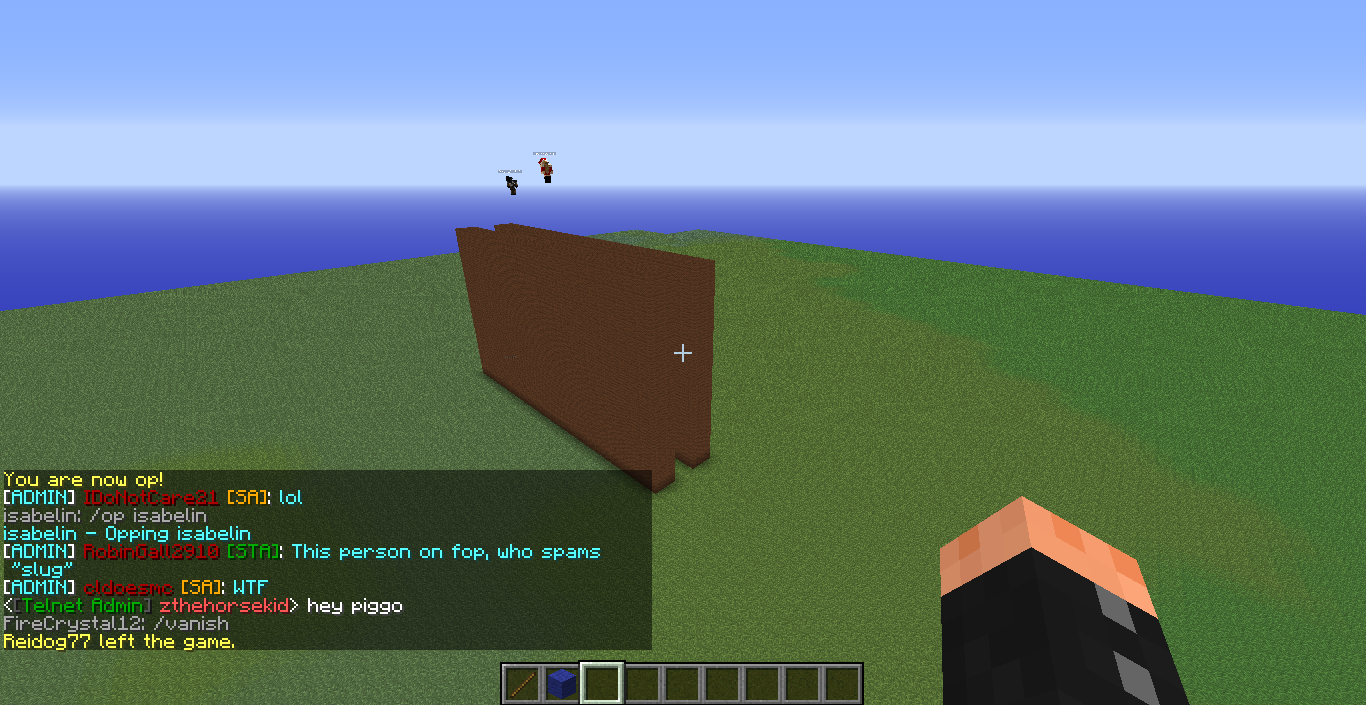 You are now op!
[ADMIN] IDoNotCare21 [SA]: lol
isabelin: /op isabelin
isabelin - Opping isabelin
[ADMIN] RobinGall2910 [STA]: This person on fop, who spams
"slug"
[ADMIN] cldoesmc [SA]: WTF
<[Telnet Admin] zthehorsekid> hey piggo
FireCrystal12: /vanish
Reidog77 left the game.